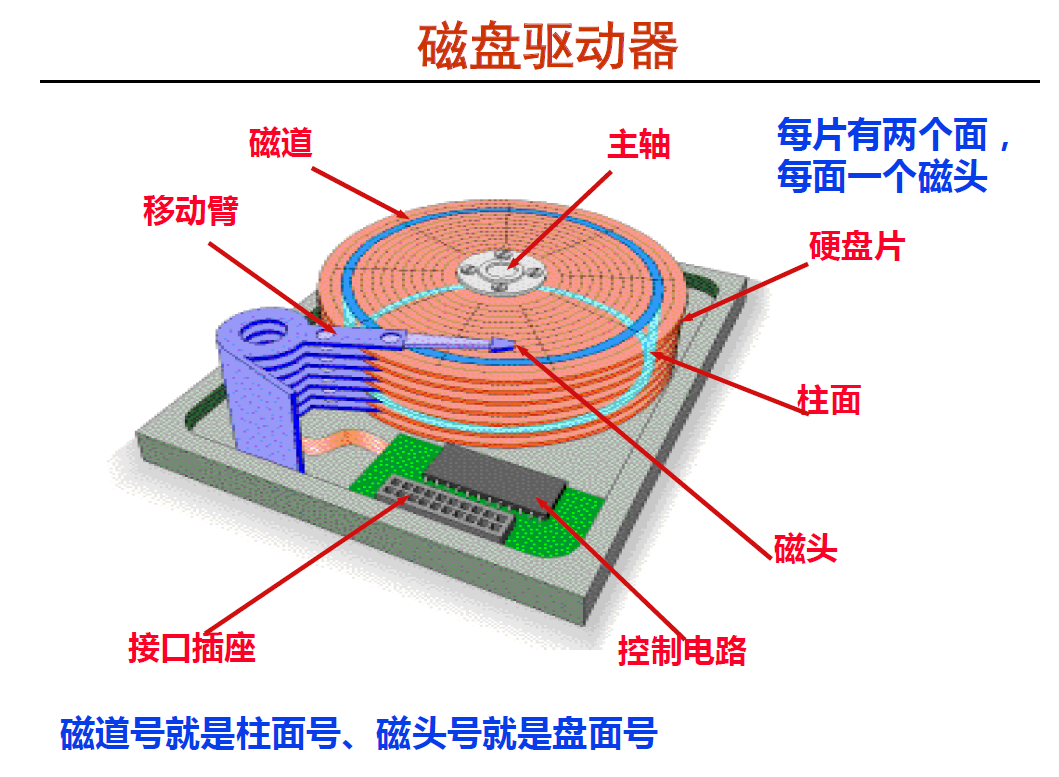 磁盘驱动器
磁道
主轴
每片有两个面，
每面一个磁头
移动臂
硬盘片
柱面
磁头
接口插座
控制电路
磁道号就是柱面号、磁头号就是盘面号